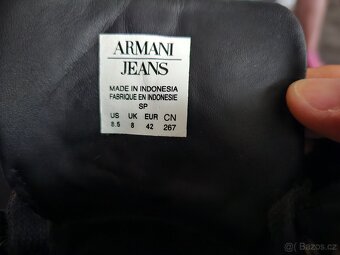 ARMANI
JEANS
MADE IN INDONESIA
FABRIQUE EN INDONESIE
SP
US UK EUR CN
8.5 8 42 267
Bazos.cz